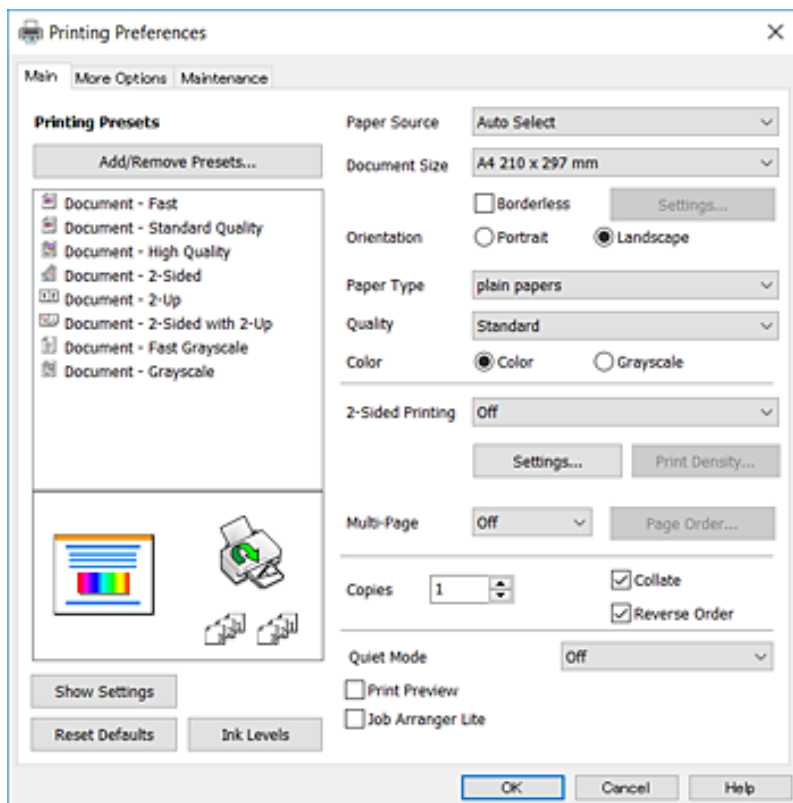 Printing Preferences
Main More Options Maintenance
Printing Presets
Add/Remove Presets...
Document - Fast
Document - Standard Quality
Document - High Quality
Document - 2-Sided
Document - 2-Up
Document - 2-Sided with 2-Up
Document - Fast Grayscale
Document - Grayscale
Show Settings
Reset Defaults Ink Levels
Paper Source Auto Select
Document Size A4 210 x 297 mm
Borderless Settings...
Orientation Portrait Landscape
Paper Type plain papers
Quality Standard
Color Color Grayscale
2-Sided Printing Off
Settings... Print Density...
Multi-Page Off Page Order...
Copies 1 Collate
Reverse Order
Quiet Mode Off
Print Preview
Job Arranger Lite
OK Cancel Help